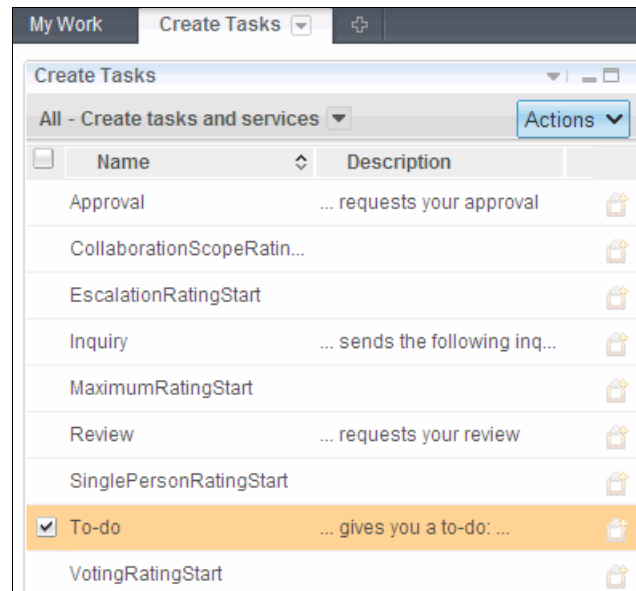 My Work Create Tasks
Create Tasks
All - Create tasks and services Actions
Name Description
Approval ... requests your approval
CollaborationScopeRatin...
EscalationRatingStart
Inquiry ... sends the following inq...
MaximumRatingStart
Review ... requests your review
SinglePersonRatingStart
To-do ... gives you a to-do: ...
VotingRatingStart